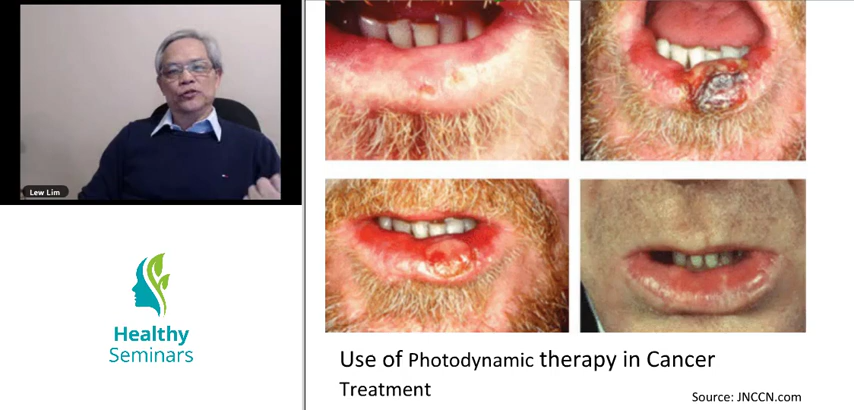 Lew Lim
Healthy
Seminars
Use of Photodynamic therapy in Cancer
Treatment
Source: JNCCN.com